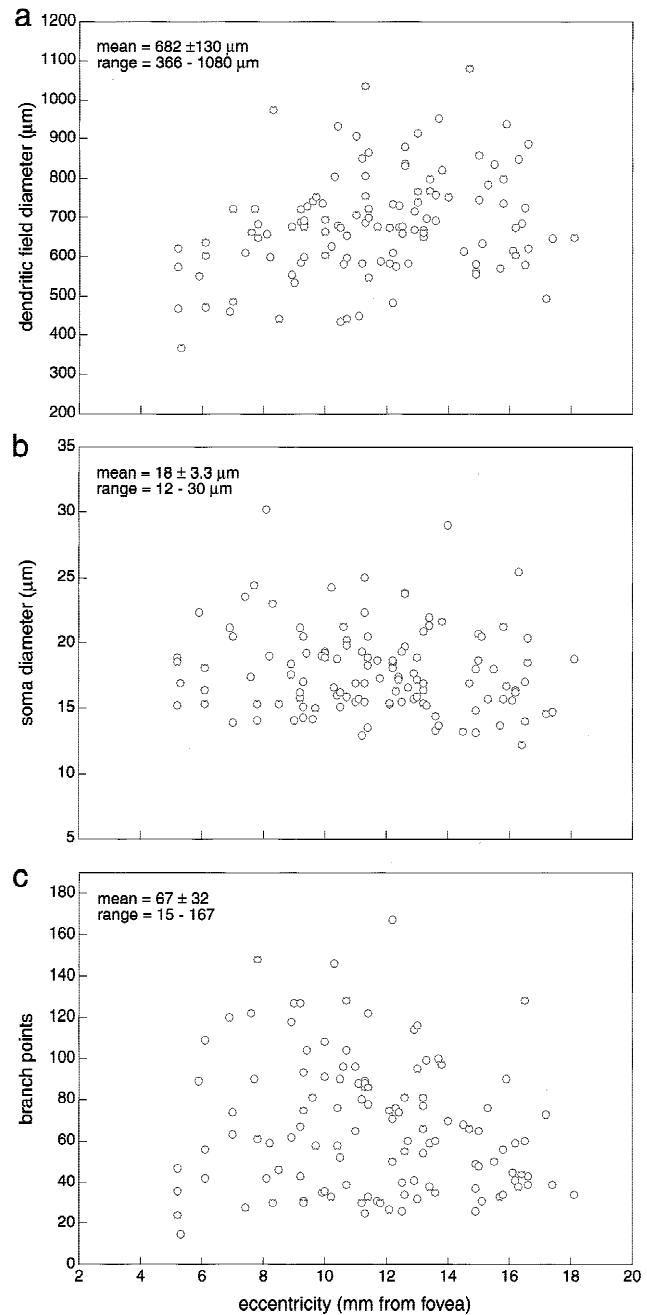 a
mean = 682 ±130 μm
range = 366 - 1080 μm
dendritic field diameter (μm)
1200
1100
1000
900
800
700
600
500
400
300
200
b
mean = 18 ± 3.3 μm
range = 12 - 30 μm
soma diameter (μm)
35
30
25
20
15
10
5
c
mean = 67 ± 32
range = 15 - 167
branch points
180
160
140
120
100
80
60
40
20
0
2 4 6 8 10 12 14 16 18 20
eccentricity (mm from fovea)